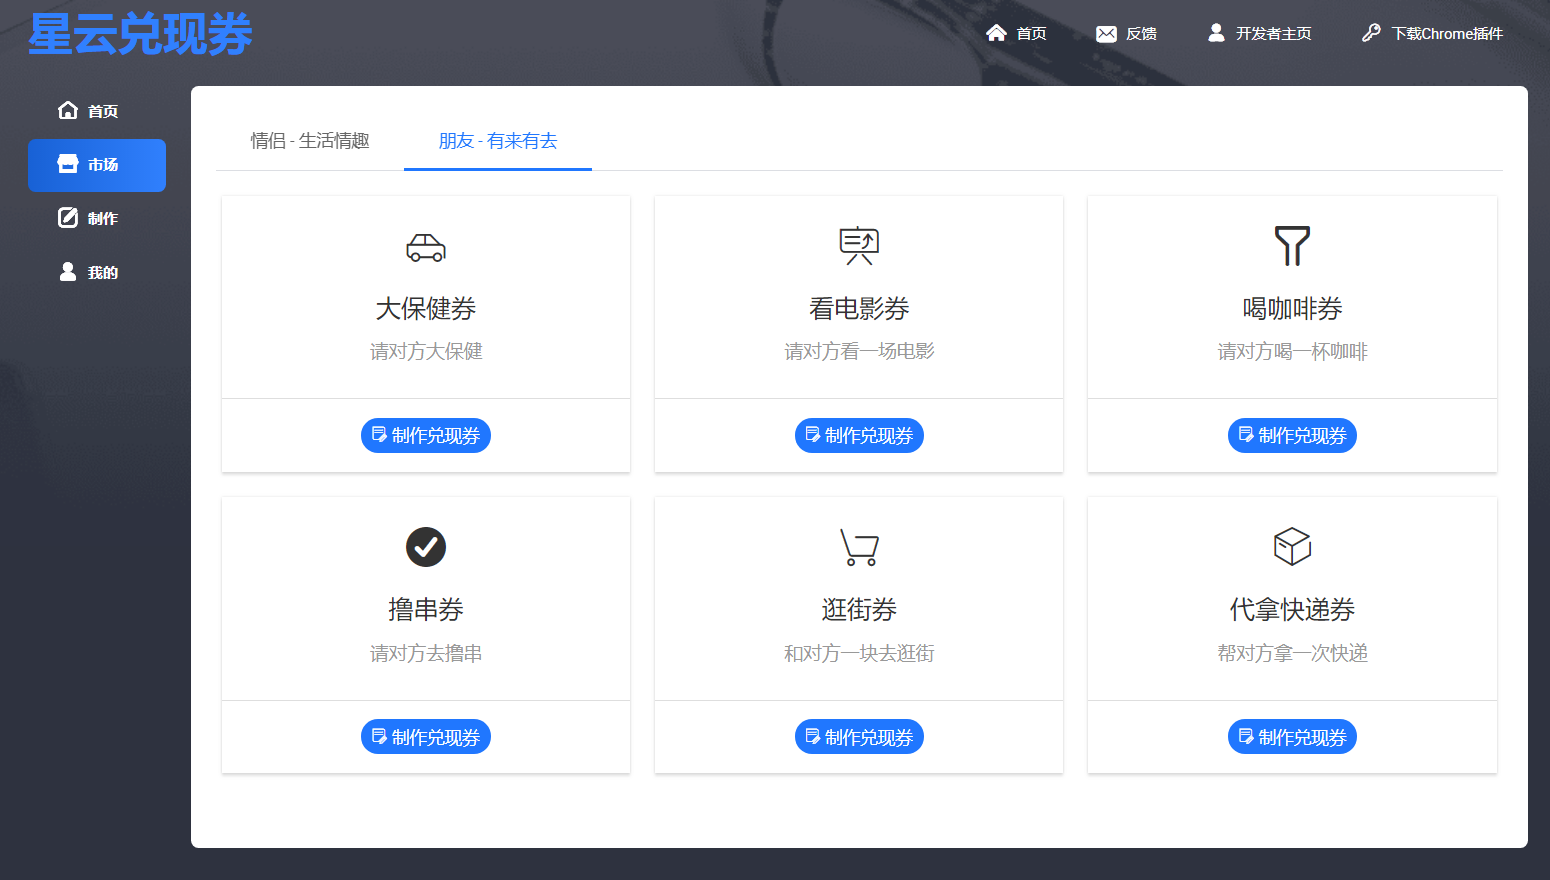 星云兑现券
首页
反馈
开发者主页
下载Chrome插件
首页
市场
制作
我的
情侣 - 生活情趣
朋友 - 有来有去
大保健券
请对方大保健
制作兑现券
看电影券
请对方看一场电影
制作兑现券
喝咖啡券
请对方喝一杯咖啡
制作兑现券
撸串券
请对方去撸串
制作兑现券
逛街券
和对方一块去逛街
制作兑现券
代拿快递券
帮对方拿一次快递
制作兑现券